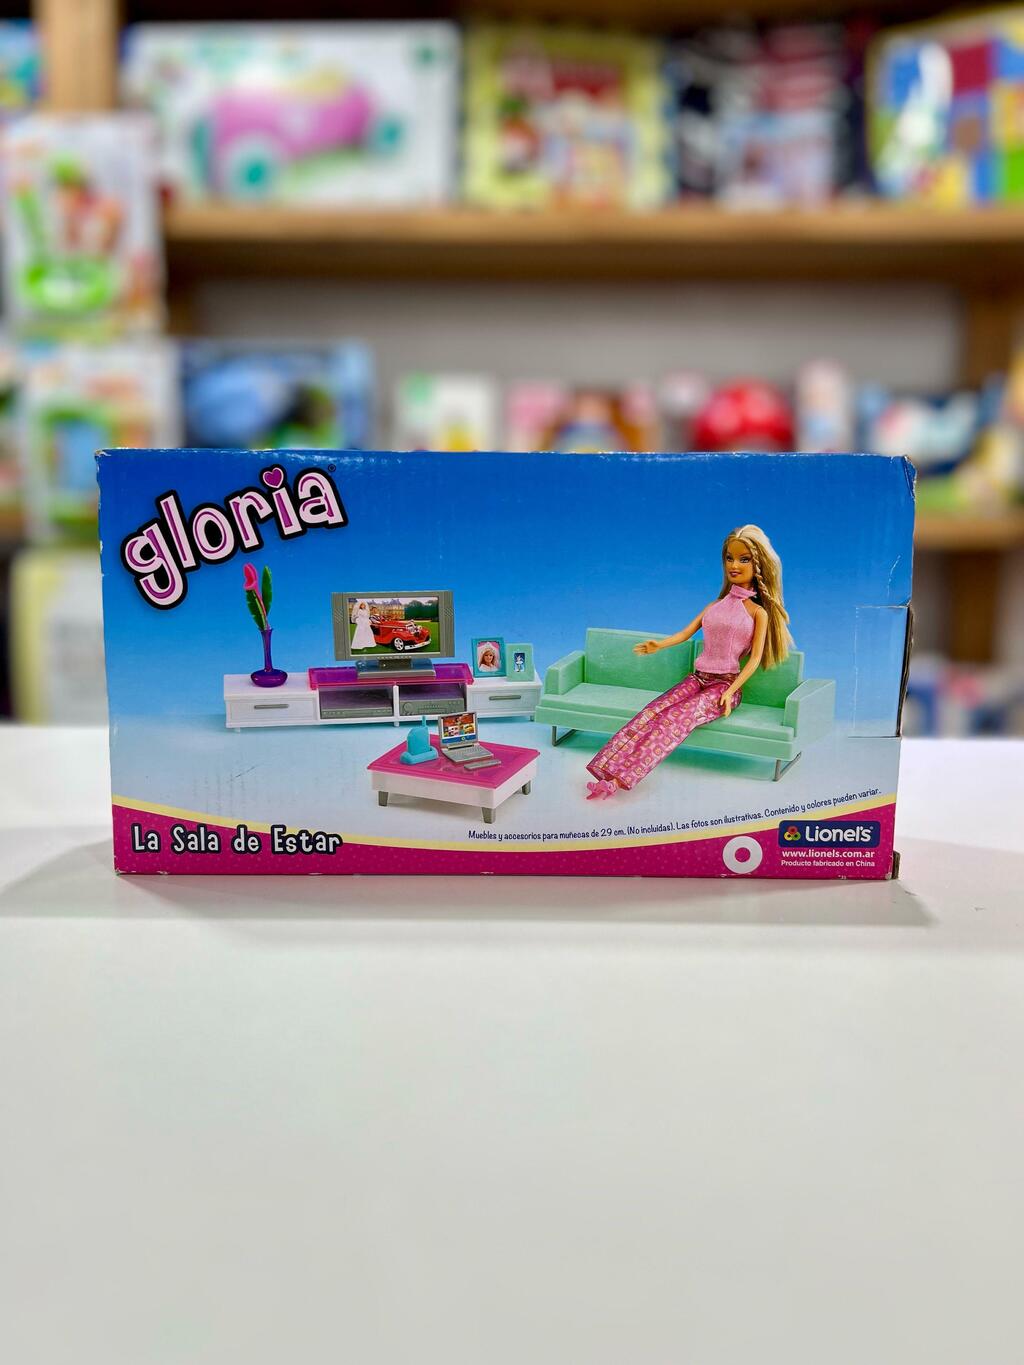 gloria®
La Sala de Estar
Muebles y accesorios para muñecas de 29 cm. (No incluidas). Las fotos son ilustrativas. Contenido y colores pueden variar.
Lionel's
www.lionels.com.ar
Producto fabricado en China